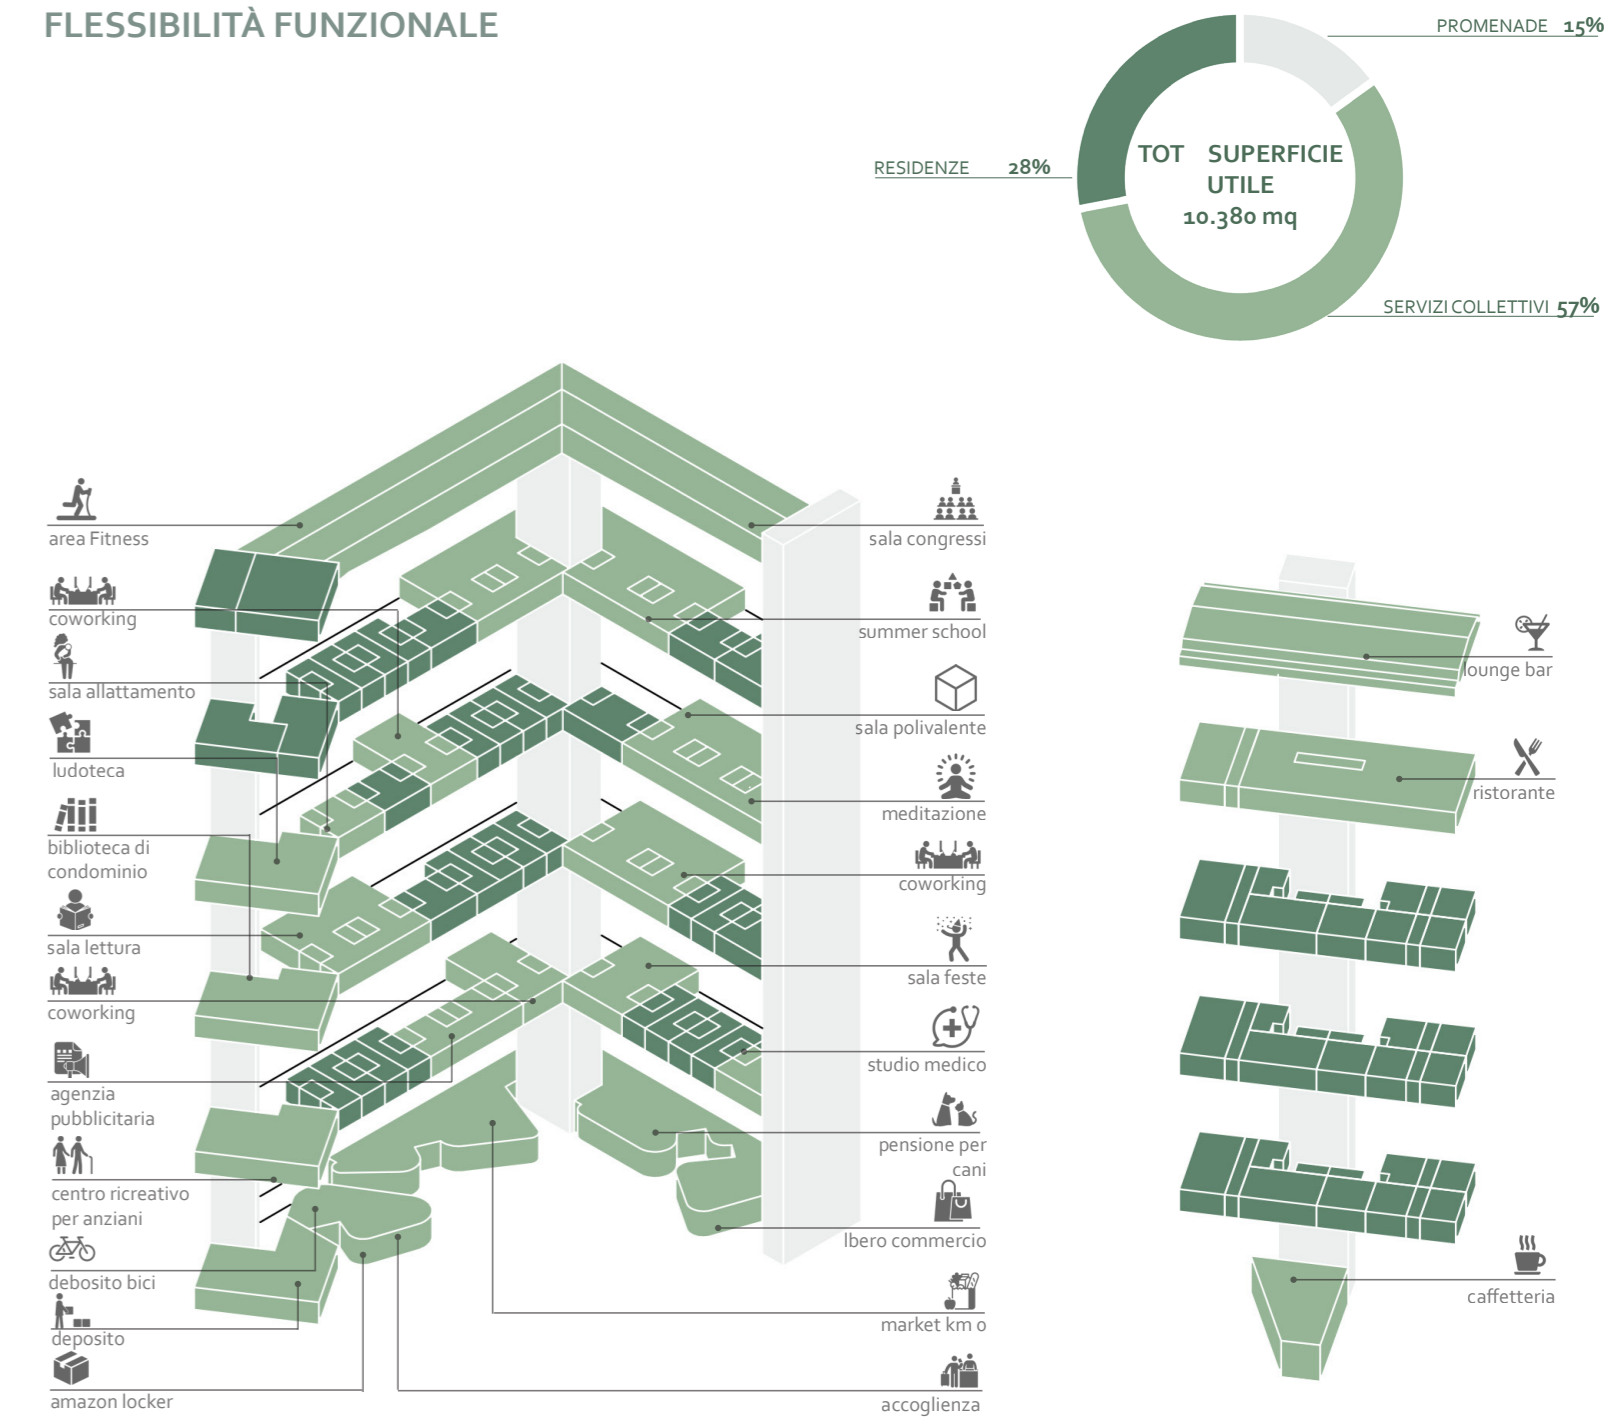 FLESSIBILITÀ FUNZIONALE
PROMENADE 15%
RESIDENZE 28%
TOT SUPERFICIE
UTILE
10.380 mq
SERVIZI COLLETTIVI 57%
area Fitness
coworking
sala allattamento
ludoteca
biblioteca di
condominio
sala lettura
coworking
agenzia
pubblicitaria
centro ricreativo
per anziani
debosito bici
deposito
amazon locker
sala congressi
summer school
sala polivalente
meditazione
coworking
sala feste
studio medico
pensione per
cani
lbero commercio
market km 0
accoglienza
lounge bar
ristorante
caffetteria